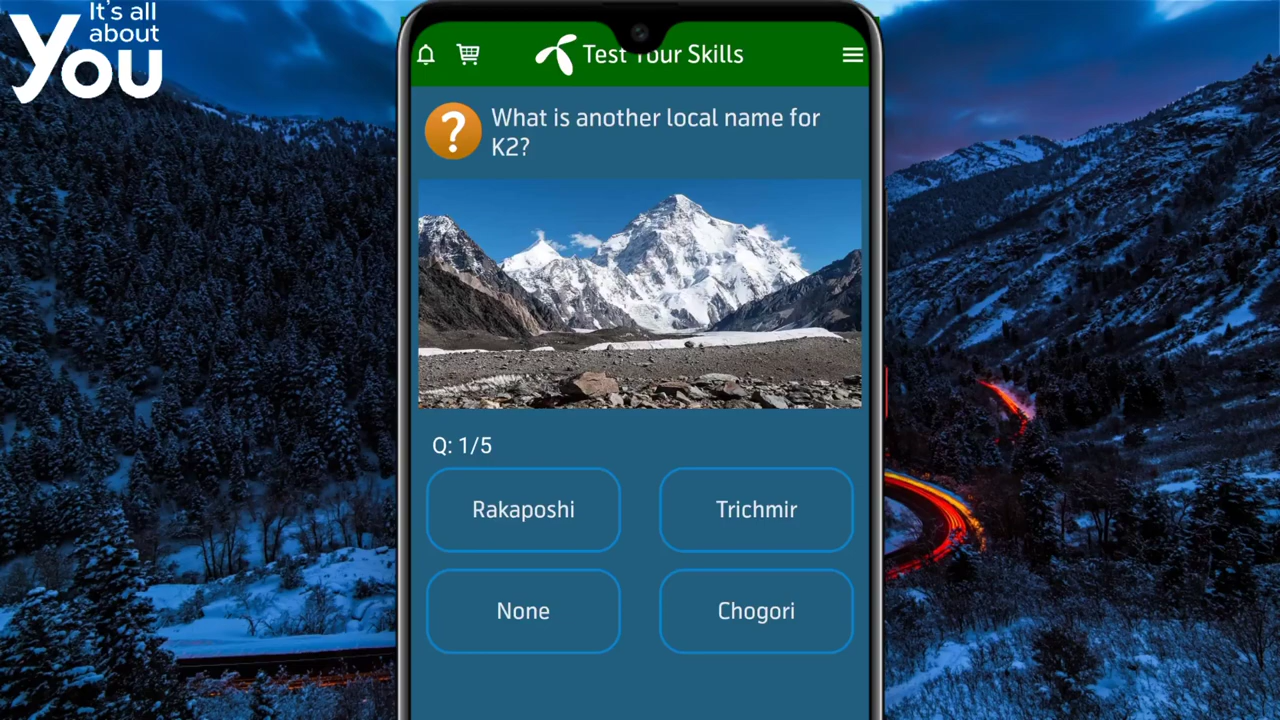 It's all
about
You
Test Your Skills
What is another local name for
K2?
Q: 1/5
Rakaposhi
Trichmir
None
Chogori